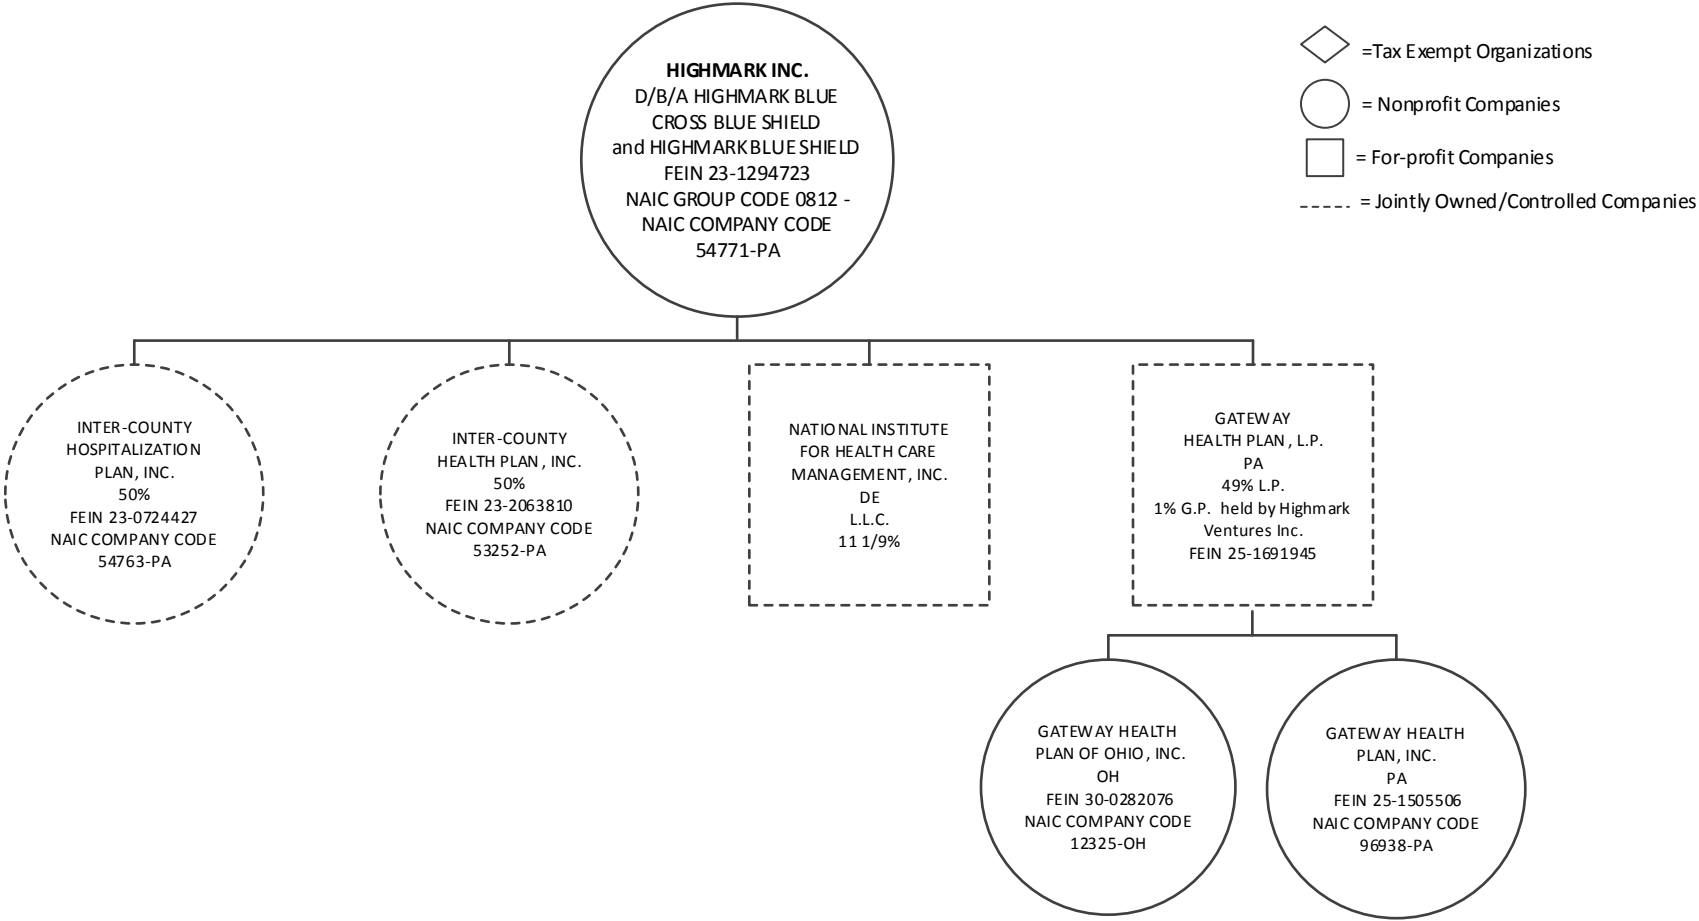 HIGHMARK INC.
D/B/A HIGHMARK BLUE
CROSS BLUE SHIELD
and HIGHMARK BLUE SHIELD
FEIN 23-1294723
NAIC GROUP CODE 0812 -
NAIC COMPANY CODE
54771-PA
=Tax Exempt Organizations
= Nonprofit Companies
= For-profit Companies
= Jointly Owned/Controlled Companies
INTER-COUNTY
HOSPITALIZATION
PLAN, INC.
50%
FEIN 23-0724427
NAIC COMPANY CODE
54763-PA
INTER-COUNTY
HEALTH PLAN, INC.
50%
FEIN 23-2063810
NAIC COMPANY CODE
53252-PA
NATIONAL INSTITUTE
FOR HEALTH CARE
MANAGEMENT, INC.
DE
L.L.C.
11 1/9%
GATEWAY
HEALTH PLAN, L.P.
PA
49% L.P.
1% G.P. held by Highmark
Ventures Inc.
FEIN 25-1691945
GATEWAY HEALTH
PLAN OF OHIO, INC.
OH
FEIN 30-0282076
NAIC COMPANY CODE
12325-OH
GATEWAY HEALTH
PLAN, INC.
PA
FEIN 25-1505506
NAIC COMPANY CODE
96938-PA